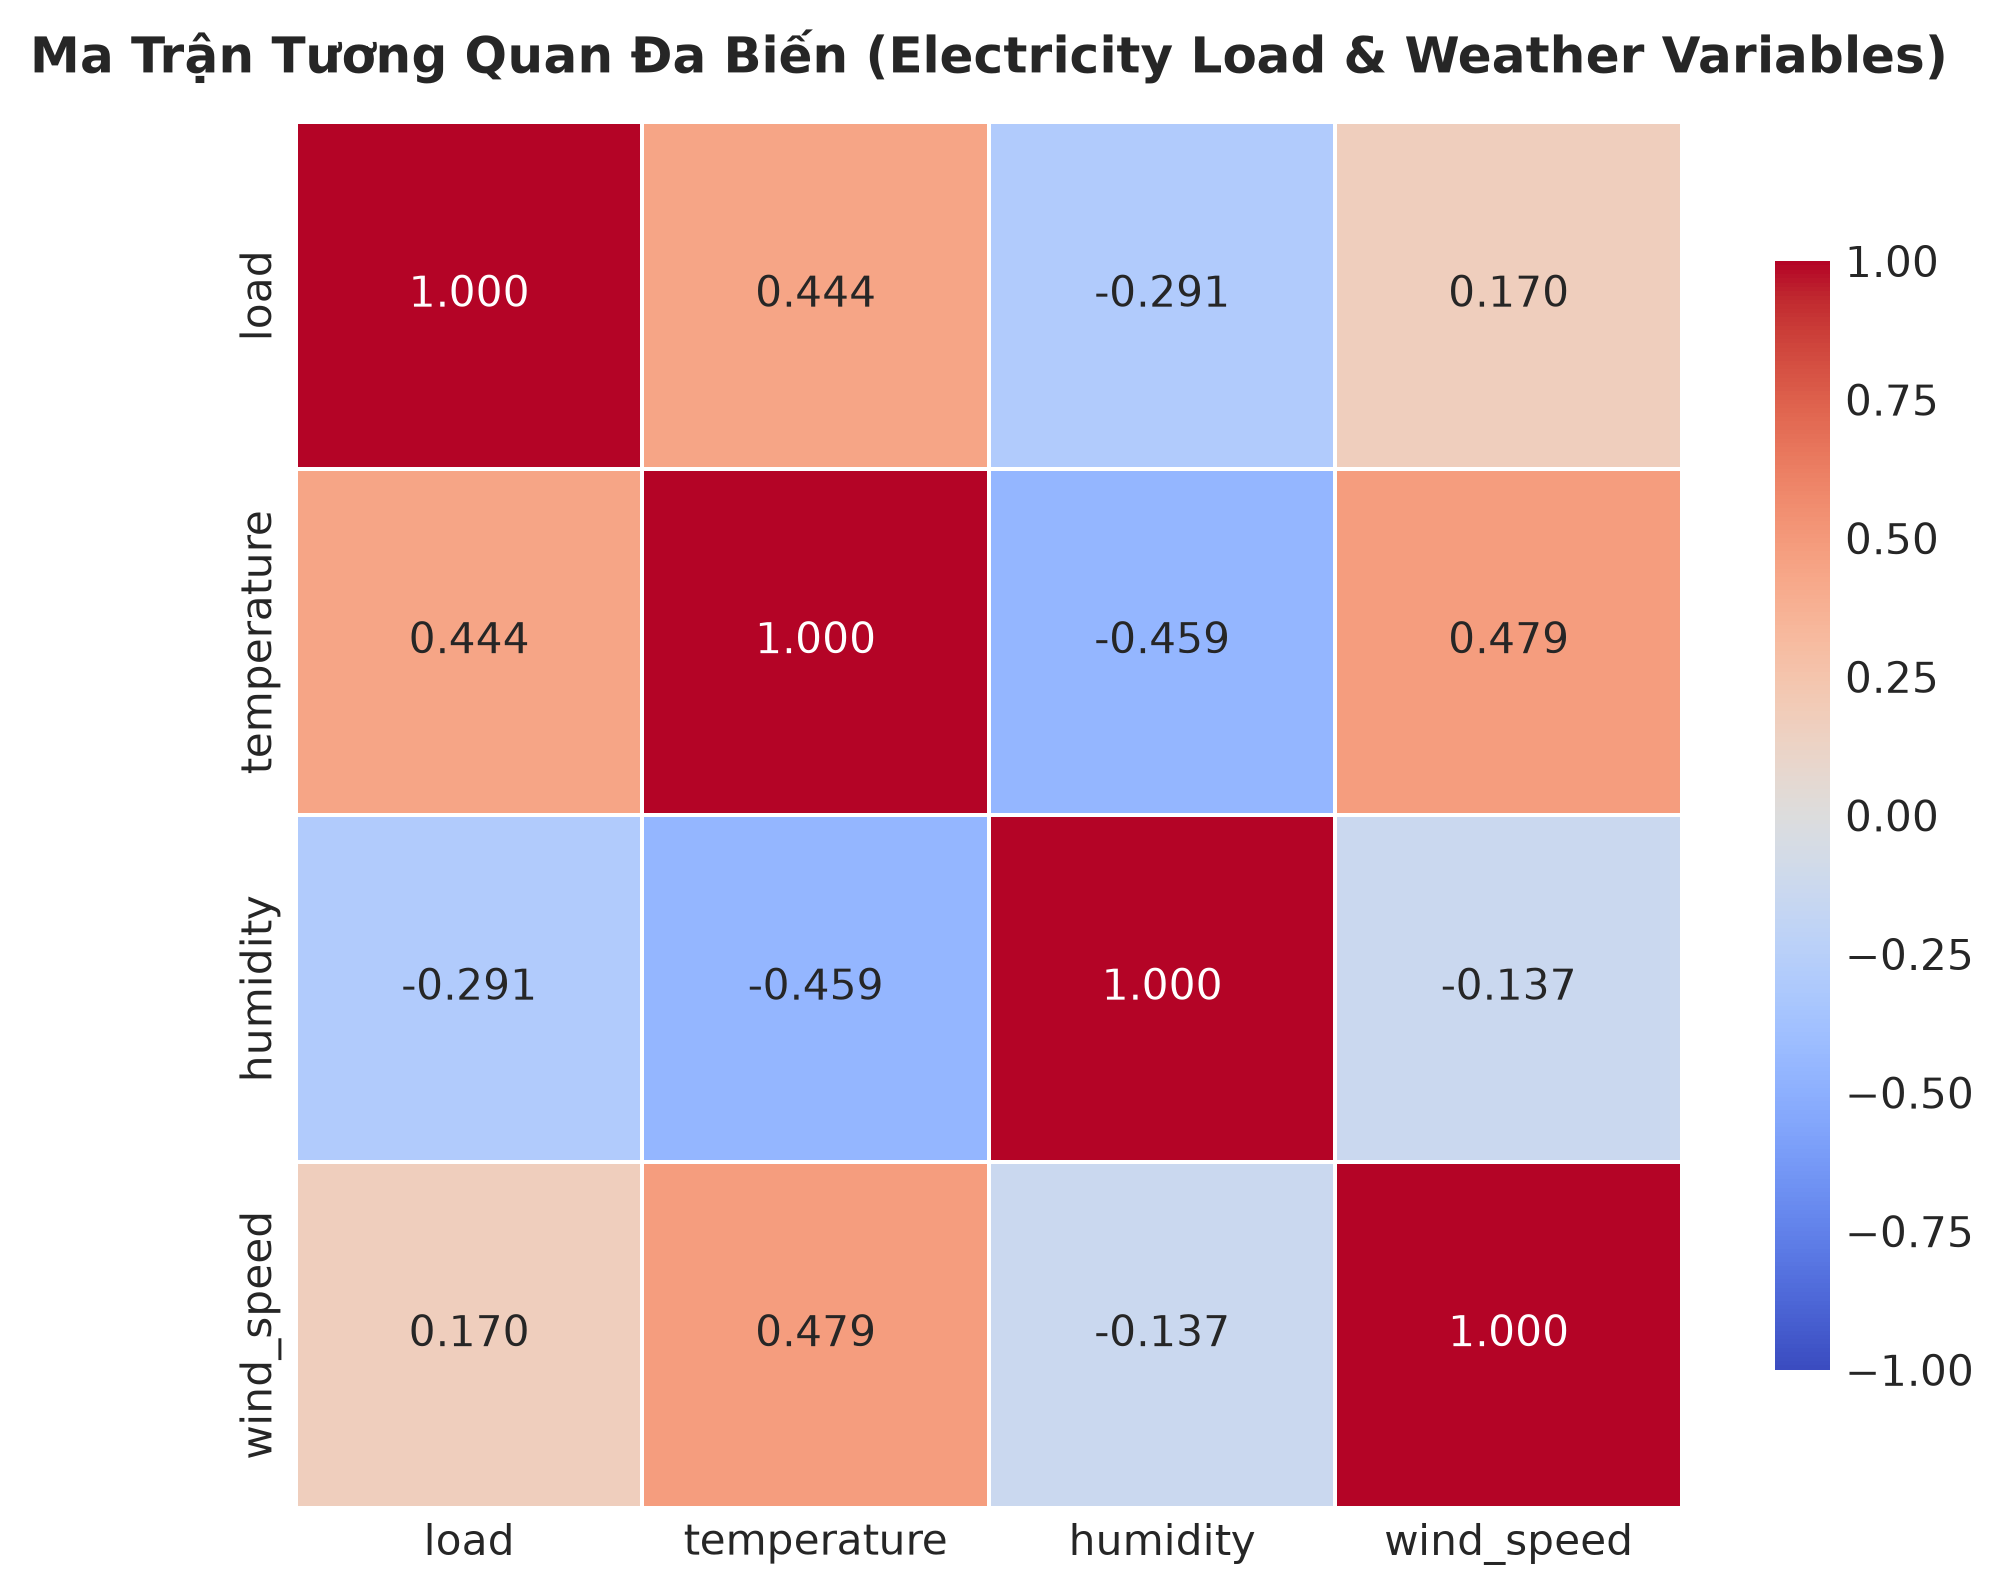 Ma Trận Tương Quan Đa Biến (Electricity Load & Weather Variables)
load
1.000
0.444
-0.291
0.170
temperature
0.444
1.000
-0.459
0.479
humidity
-0.291
-0.459
1.000
-0.137
wind_speed
0.170
0.479
-0.137
1.000
load
temperature
humidity
wind_speed
1.00
0.75
0.50
0.25
0.00
−0.25
−0.50
−0.75
−1.00